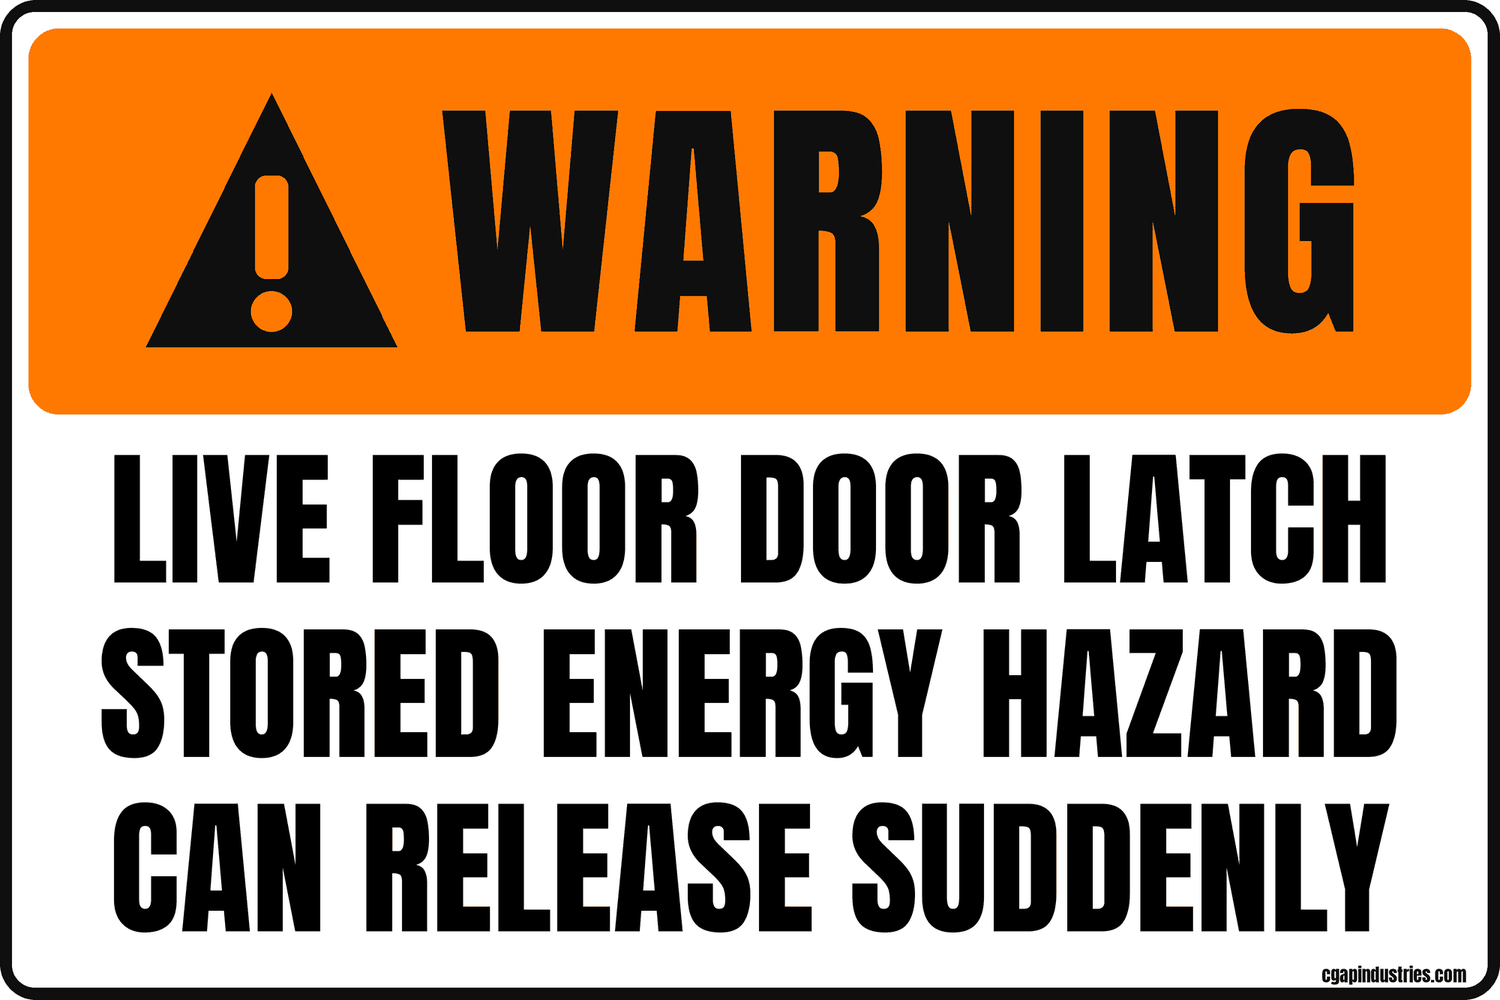 WARNING
LIVE FLOOR DOOR LATCH
STORED ENERGY HAZARD
CAN RELEASE SUDDENLY
cgapindustries.com